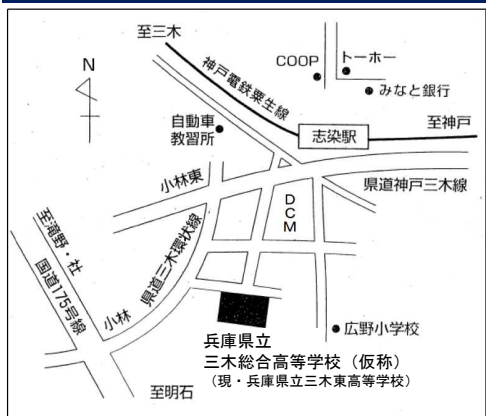 至三木
神戸電鉄粟生線
COOP
トーホー
みなと銀行
N
自動車
教習所
志染駅
至神戸
小林東
県道神戸三木線
DCM
至滝野・社
国道175号線
県道三木環状線
小林
広野小学校
兵庫県立
三木総合高等学校（仮称）
（現・兵庫県立三木東高等学校）
至明石